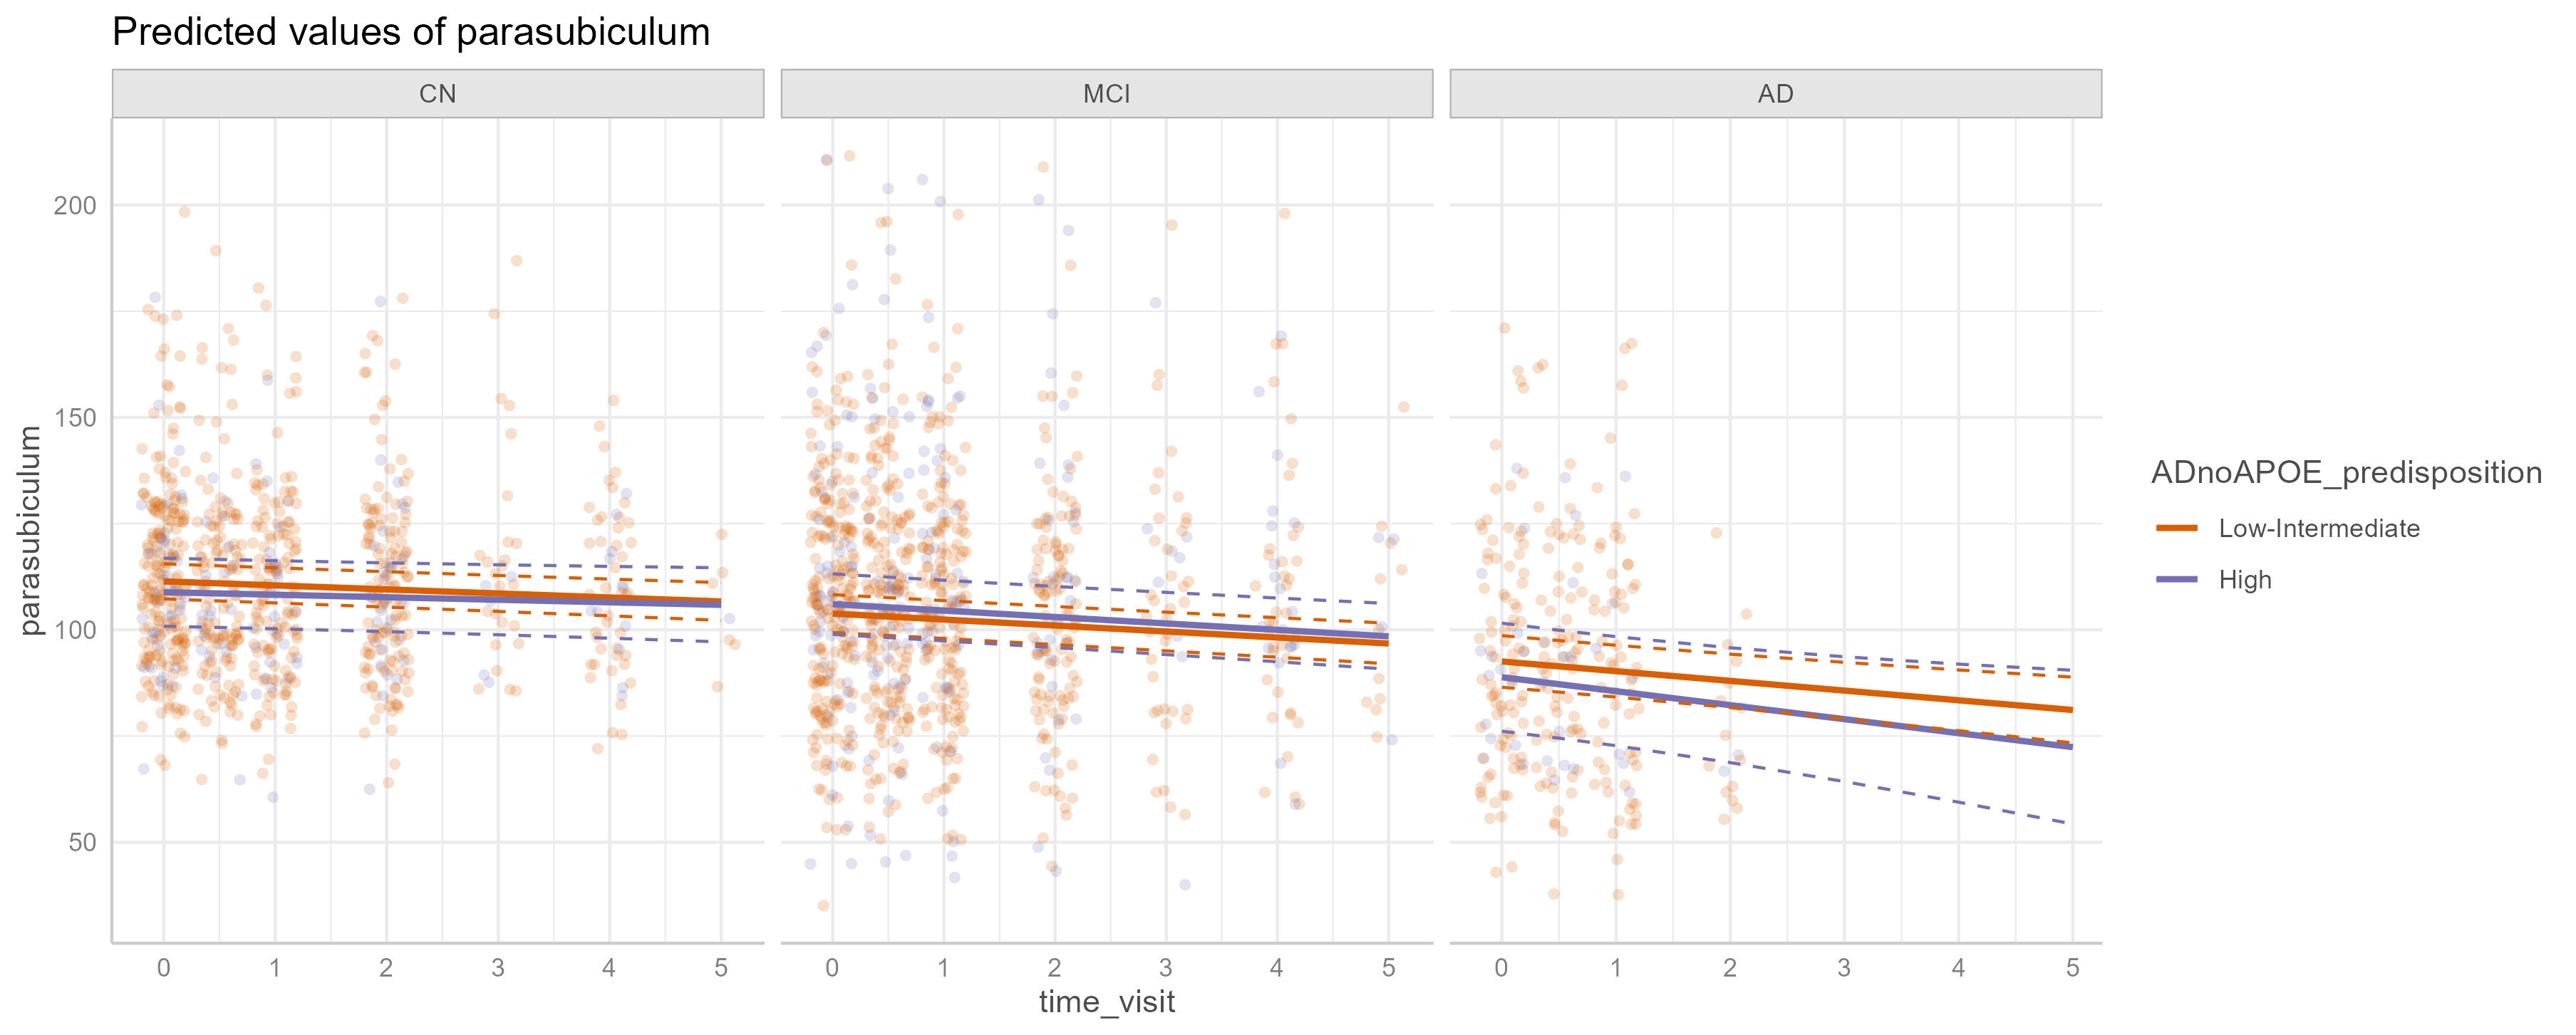 Predicted values of parasubiculum
CN
MCI
AD
parasubiculum
200
150
100
50
0 1 2 3 4 5
0 1 2 3 4 5
0 1 2 3 4 5
time_visit
ADnoAPOE_predisposition
Low-Intermediate
High